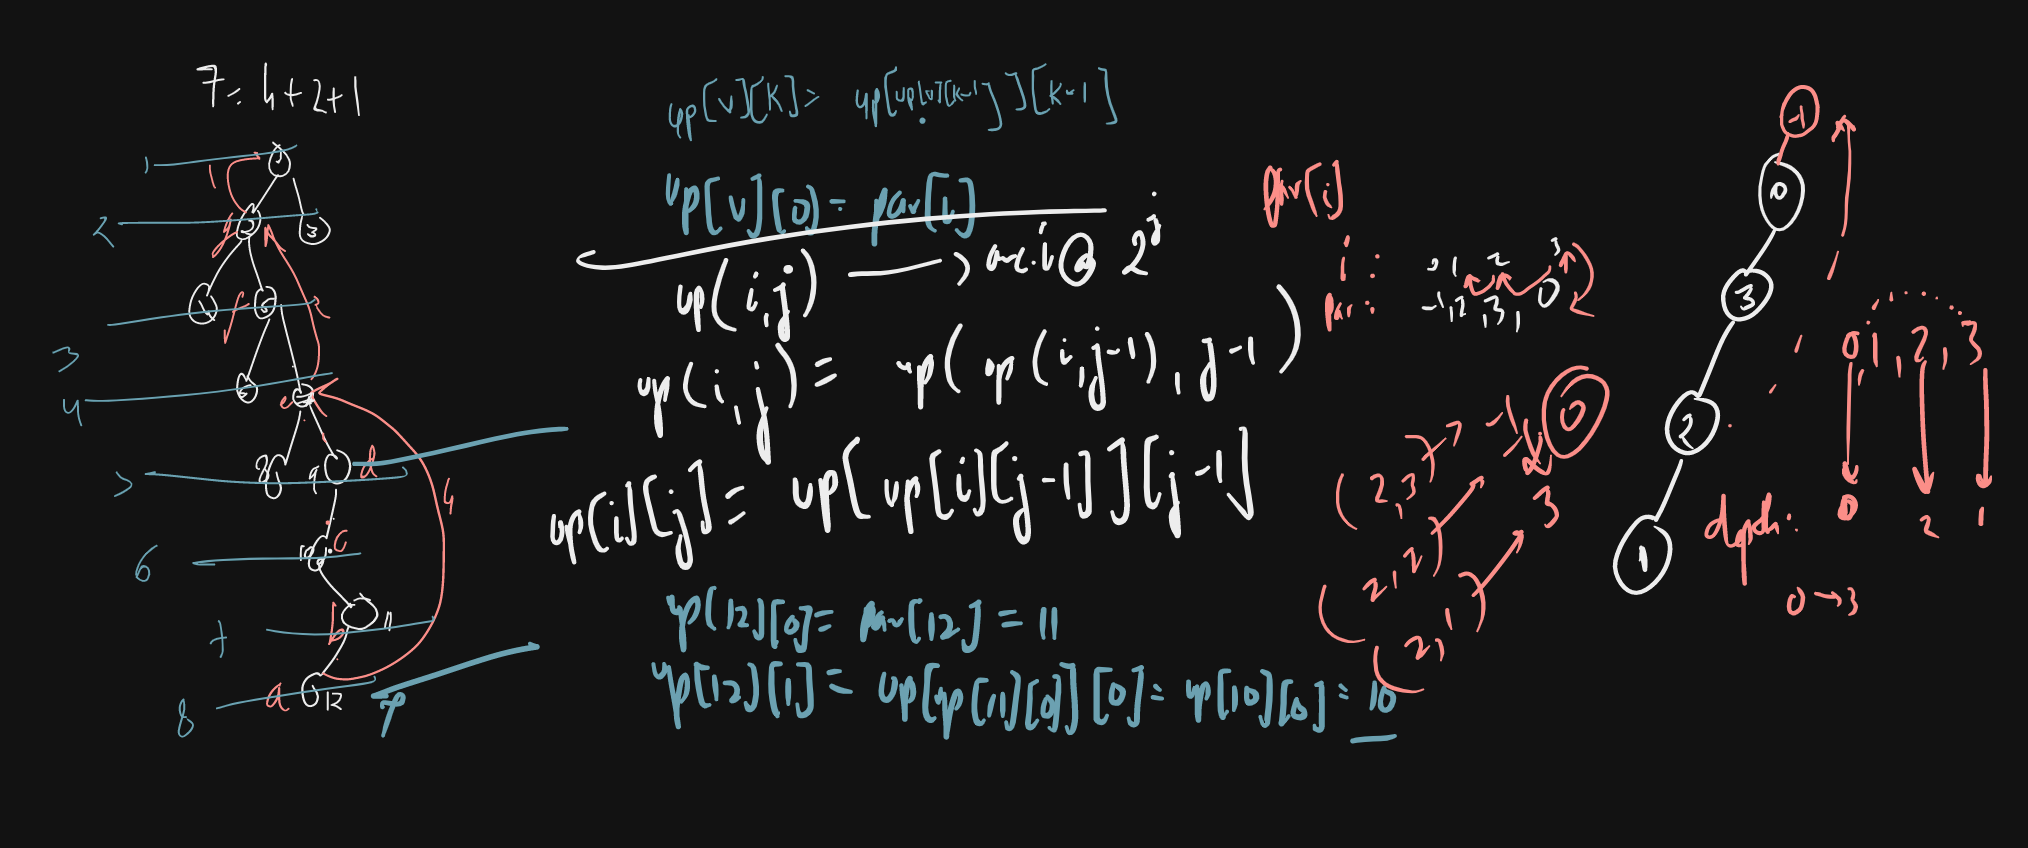 7 = 4+2+1
up[v][k] = up[up[v][k-1]][k-1]
up[v][0] = par[i]
up(i,j) → anc. i @ 2^j
up(i,j) = up(up(i,j-1), j-1)
up[i][j] = up[up[i][j-1]][j-1]
up[12][0] = par[12] = 11
up[12][1] = up[up[11][0]][0] = up[10][0] = 10
1
2
3
4
5
6
7
8
1
2
4
g
f
e
d
c
b
a
3
8
9
10
11
12
par[i]
i : 0 1 2 3
par : -1, 2, 3, 0
(2,3) → -1
0
(2,2) → -1
(2,1) → 3
-1
0
3
2
1
0, 1, 2, 3
depth: 0 2 1
0 → 3